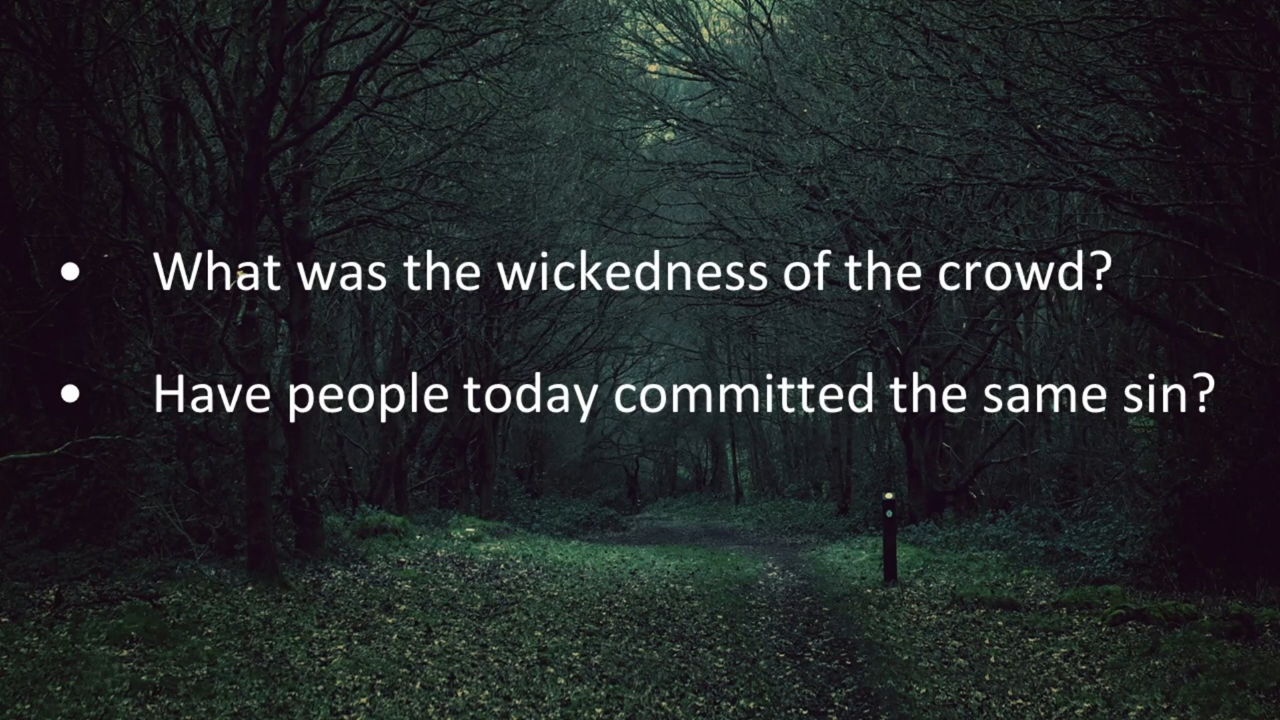 • What was the wickedness of the crowd?
• Have people today committed the same sin?